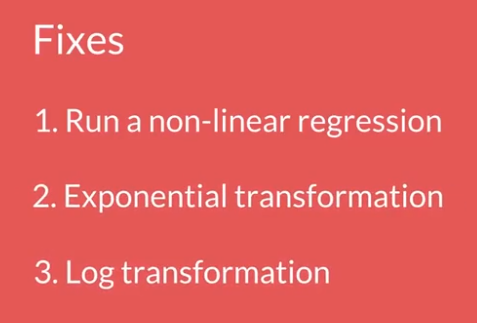 Fixes
1. Run a non-linear regression
2. Exponential transformation
3. Log transformation